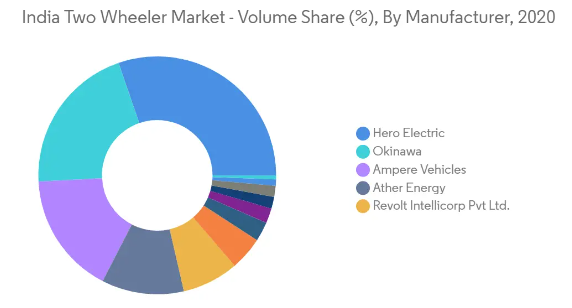 India Two Wheeler Market - Volume Share (%), By Manufacturer, 2020
Hero Electric
Okinawa
Ampere Vehicles
Ather Energy
Revolt Intellicorp Pvt Ltd.